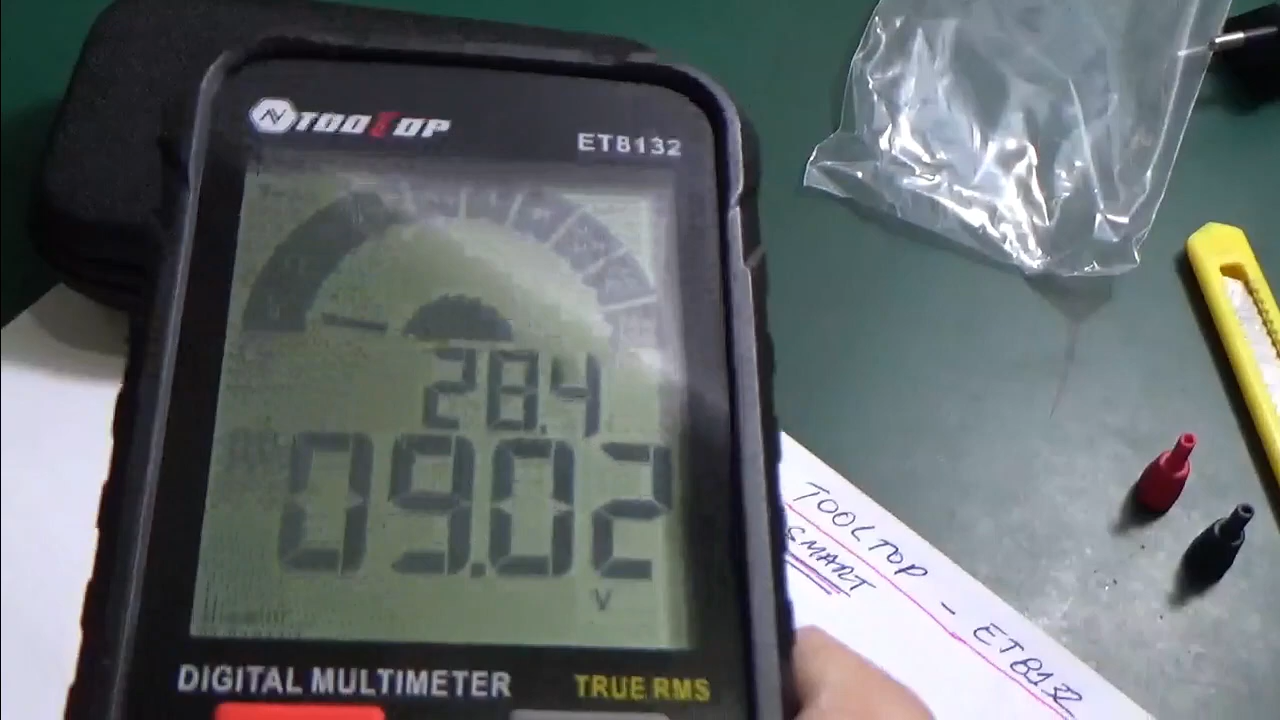 TOOLTOP
ET8132
28.4
09.02
V
DIGITAL MULTIMETER
TRUE RMS
TOOLTOP - ET8132
SMART